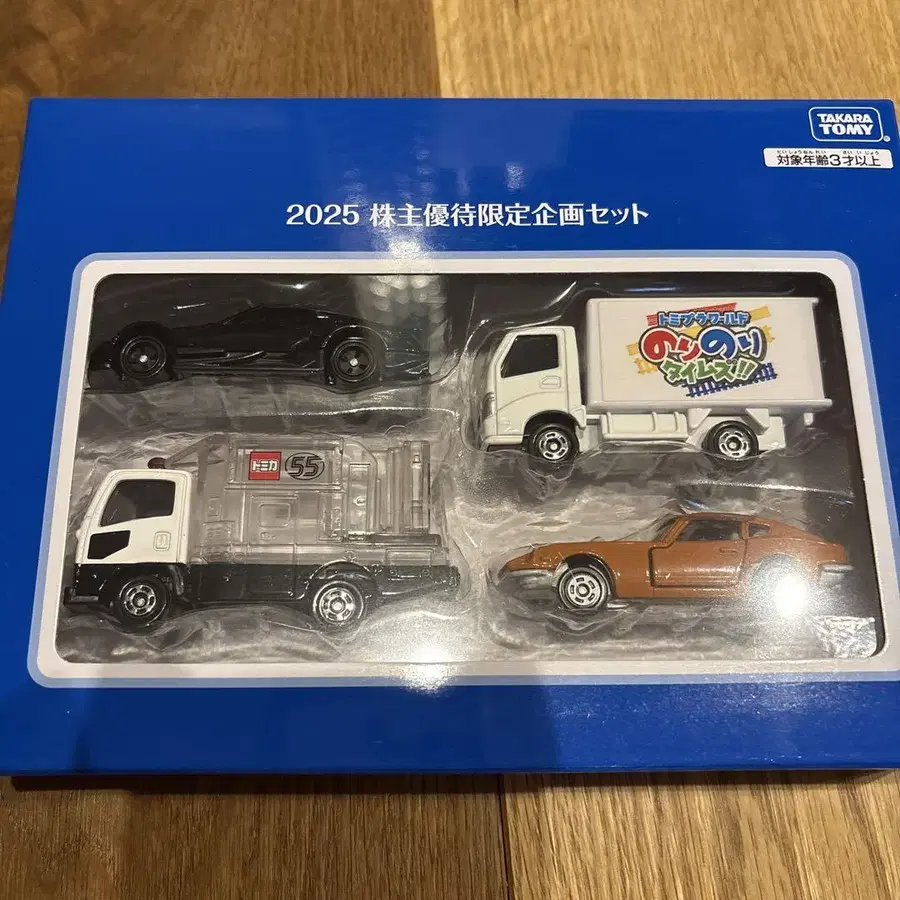 TAKARA
TOMY
たいしょうねんれい さい いじょう
対象年齢3才以上
2025 株主優待限定企画セット
トミプラワールド
のりのり
タイムズ!!!
トミカ 55